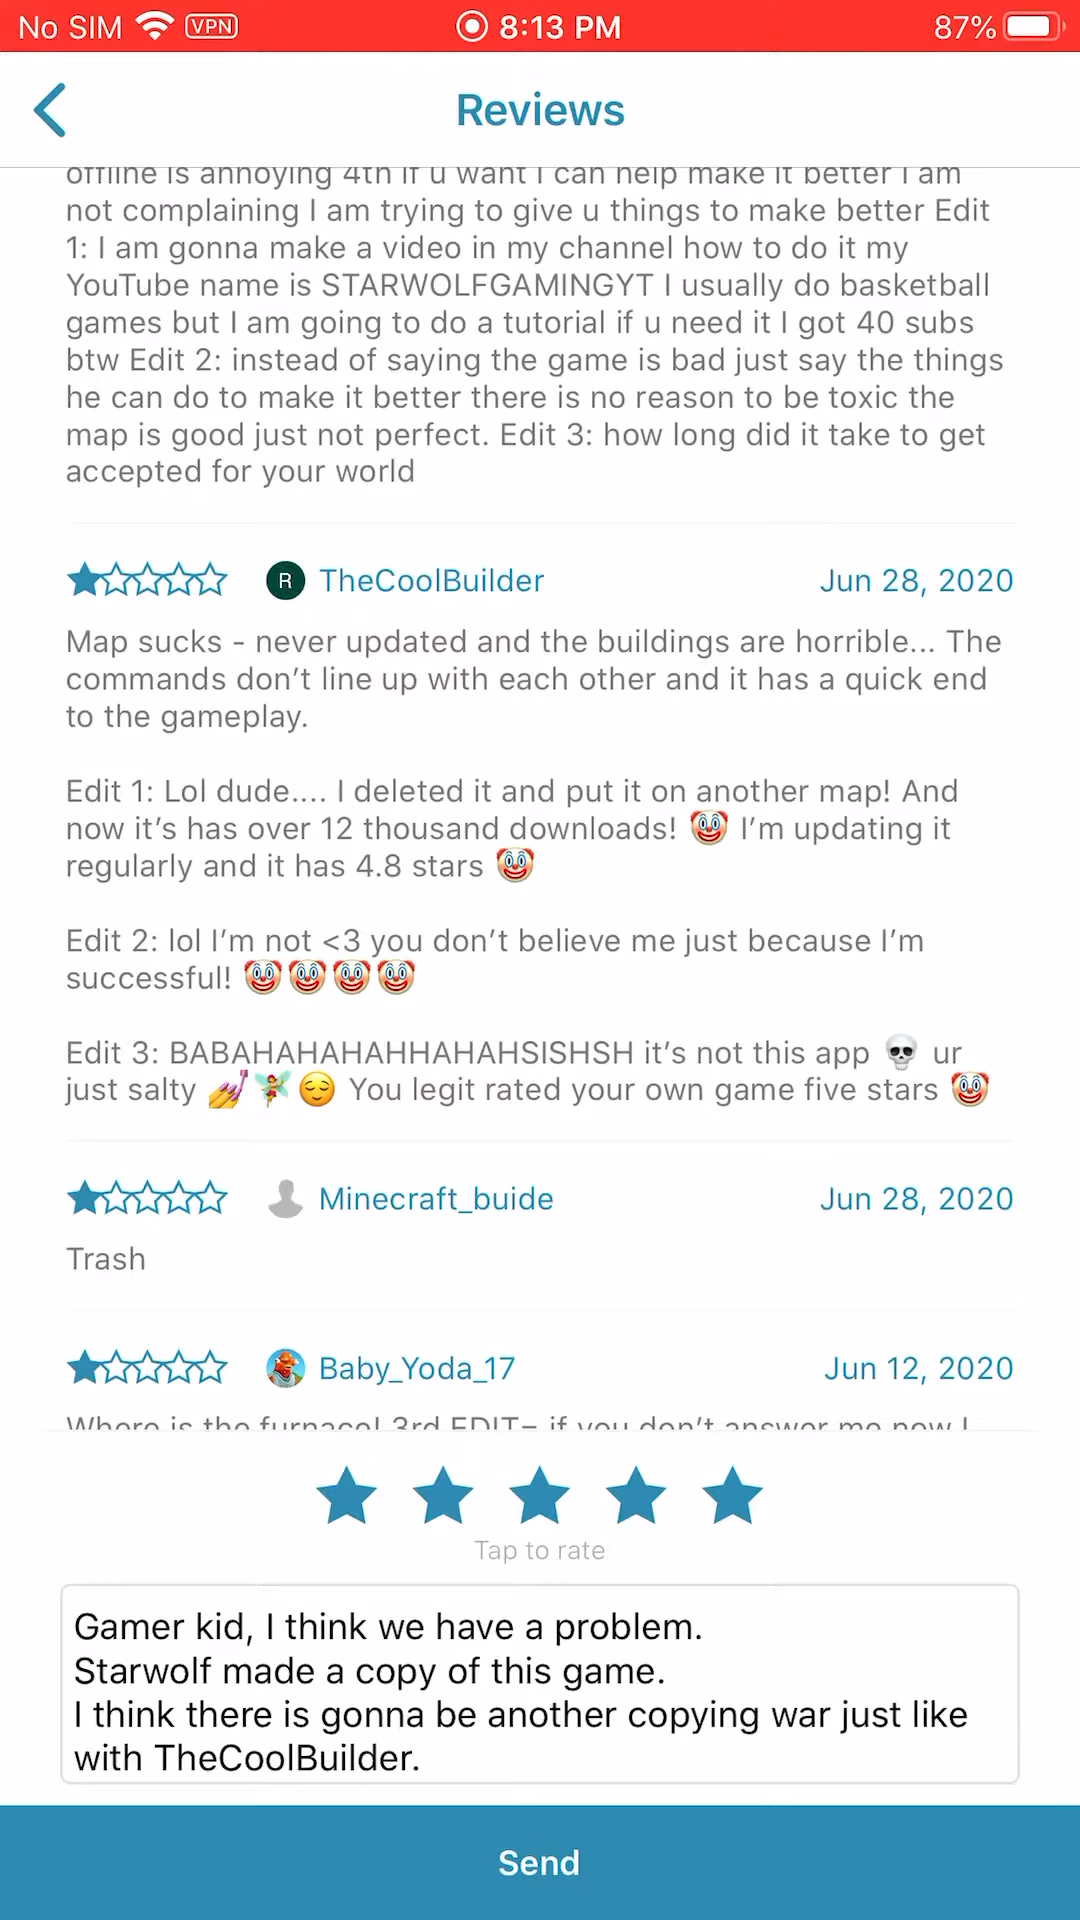 No SIM VPN 8:13 PM 87%
Reviews
offline is annoying 4th if u want I can help make it better I am
not complaining I am trying to give u things to make better Edit
1: I am gonna make a video in my channel how to do it my
YouTube name is STARWOLFGAMINGYT I usually do basketball
games but I am going to do a tutorial if u need it I got 40 subs
btw Edit 2: instead of saying the game is bad just say the things
he can do to make it better there is no reason to be toxic the
map is good just not perfect. Edit 3: how long did it take to get
accepted for your world
R TheCoolBuilder Jun 28, 2020
Map sucks - never updated and the buildings are horrible... The
commands don’t line up with each other and it has a quick end
to the gameplay.
Edit 1: Lol dude.... I deleted it and put it on another map! And
now it’s has over 12 thousand downloads! 🤡 I’m updating it
regularly and it has 4.8 stars 🤡
Edit 2: lol I’m not <3 you don’t believe me just because I’m
successful! 🤡🤡🤡🤡
Edit 3: BABAHAHAHAHHAHAHSISHSH it’s not this app 💀 ur
just salty 💅🧚😌 You legit rated your own game five stars 🤡
Minecraft_buide Jun 28, 2020
Trash
Baby_Yoda_17 Jun 12, 2020
Where is the furnace! 3rd EDIT= if you don’t answer me now I
Tap to rate
Gamer kid, I think we have a problem.
Starwolf made a copy of this game.
I think there is gonna be another copying war just like
with TheCoolBuilder.
Send